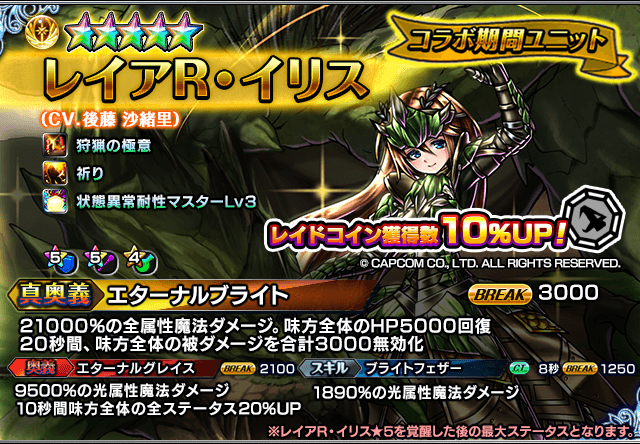 コラボ期間ユニット
レイアR・イリス
(CV.後藤 沙緒里)
狩猟の極意
祈り
状態異常耐性マスターLv3
レイドコイン獲得数10%UP!
© CAPCOM CO., LTD. ALL RIGHTS RESERVED.
5 5 4
真奥義 エターナルブライト BREAK 3000
21000%の全属性魔法ダメージ。味方全体のHP5000回復
20秒間、味方全体の被ダメージを合計3000無効化
奥義 エターナルグレイス BREAK 2100 スキル ブライトフェザー CT 8秒 BREAK 1250
9500%の光属性魔法ダメージ 1890%の光属性魔法ダメージ
10秒間味方全体の全ステータス20%UP
※レイアR・イリス★5を覚醒した後の最大ステータスとなります。